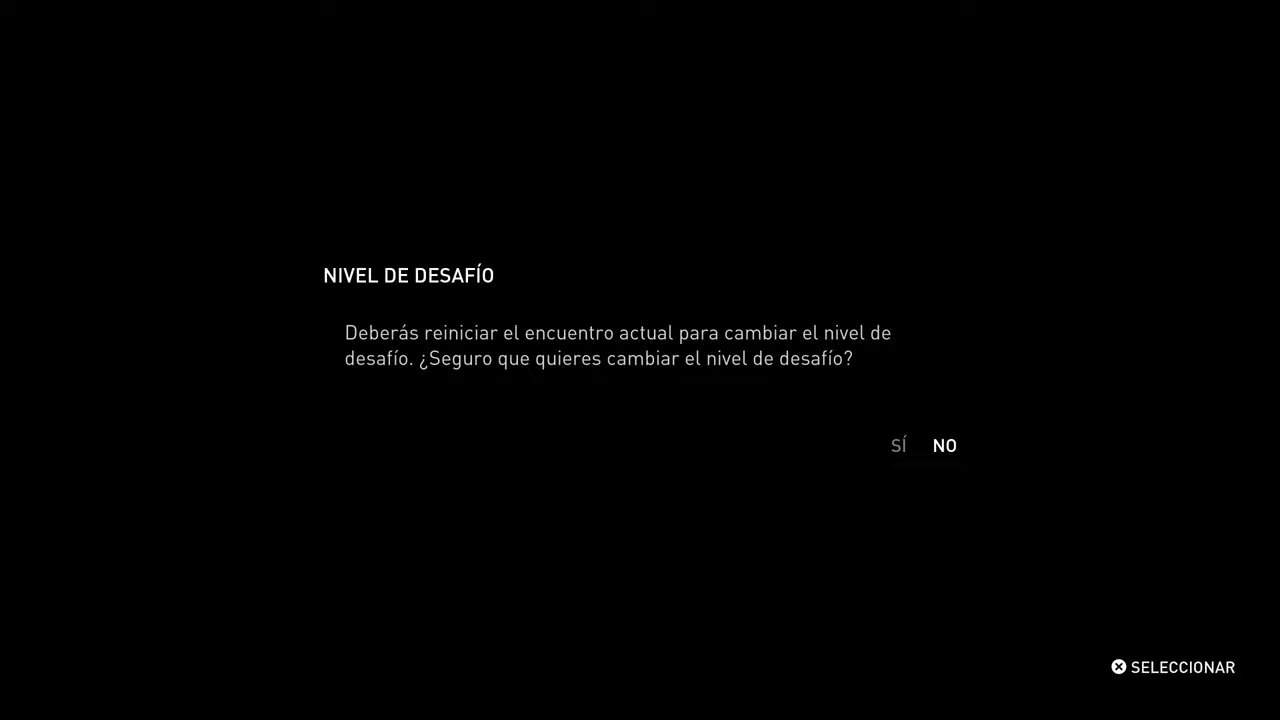 NIVEL DE DESAFÍO
Deberás reiniciar el encuentro actual para cambiar el nivel de
desafío. ¿Seguro que quieres cambiar el nivel de desafío?
SÍ NO
SELECCIONAR